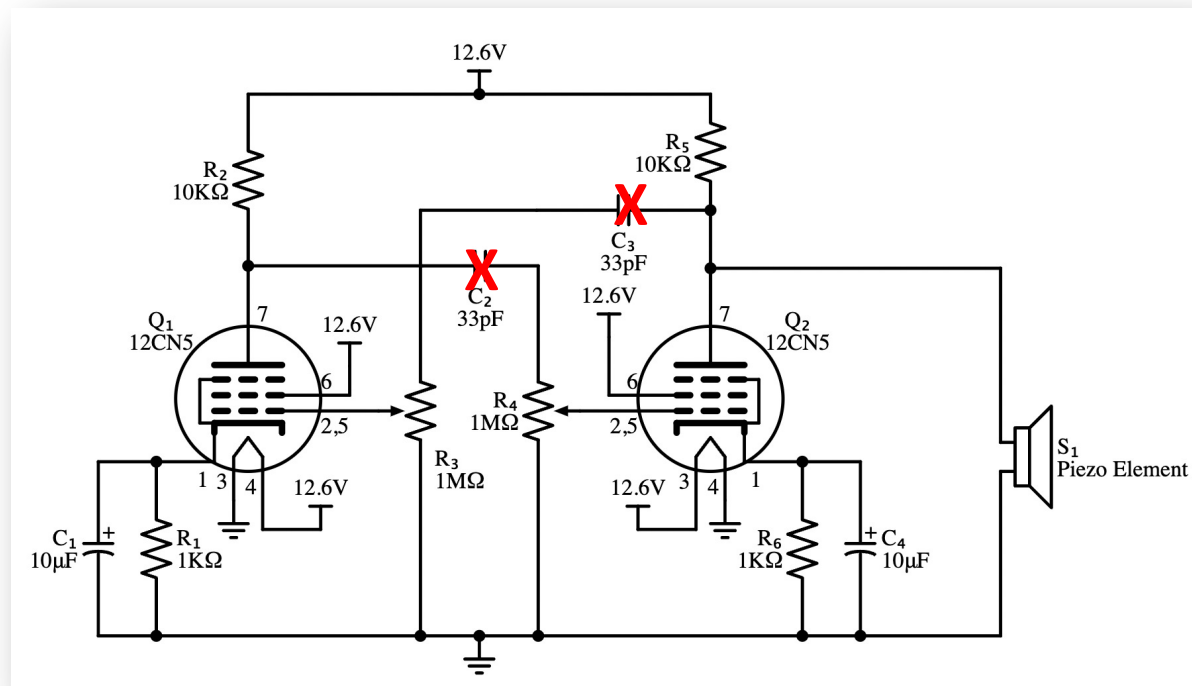 12.6V
R₂
10KΩ
R₅
10KΩ
C₃
33pF
C₂
33pF
12.6V
Q₁
12CN5
7
12.6V
6
2,5
1
3
4
12.6V
R₃
1MΩ
R₄
1MΩ
Q₂
12CN5
7
6
2,5
12.6V
3
4
1
C₁
10µF
+
R₁
1KΩ
R₆
1KΩ
+
C₄
10µF
S₁
Piezo Element